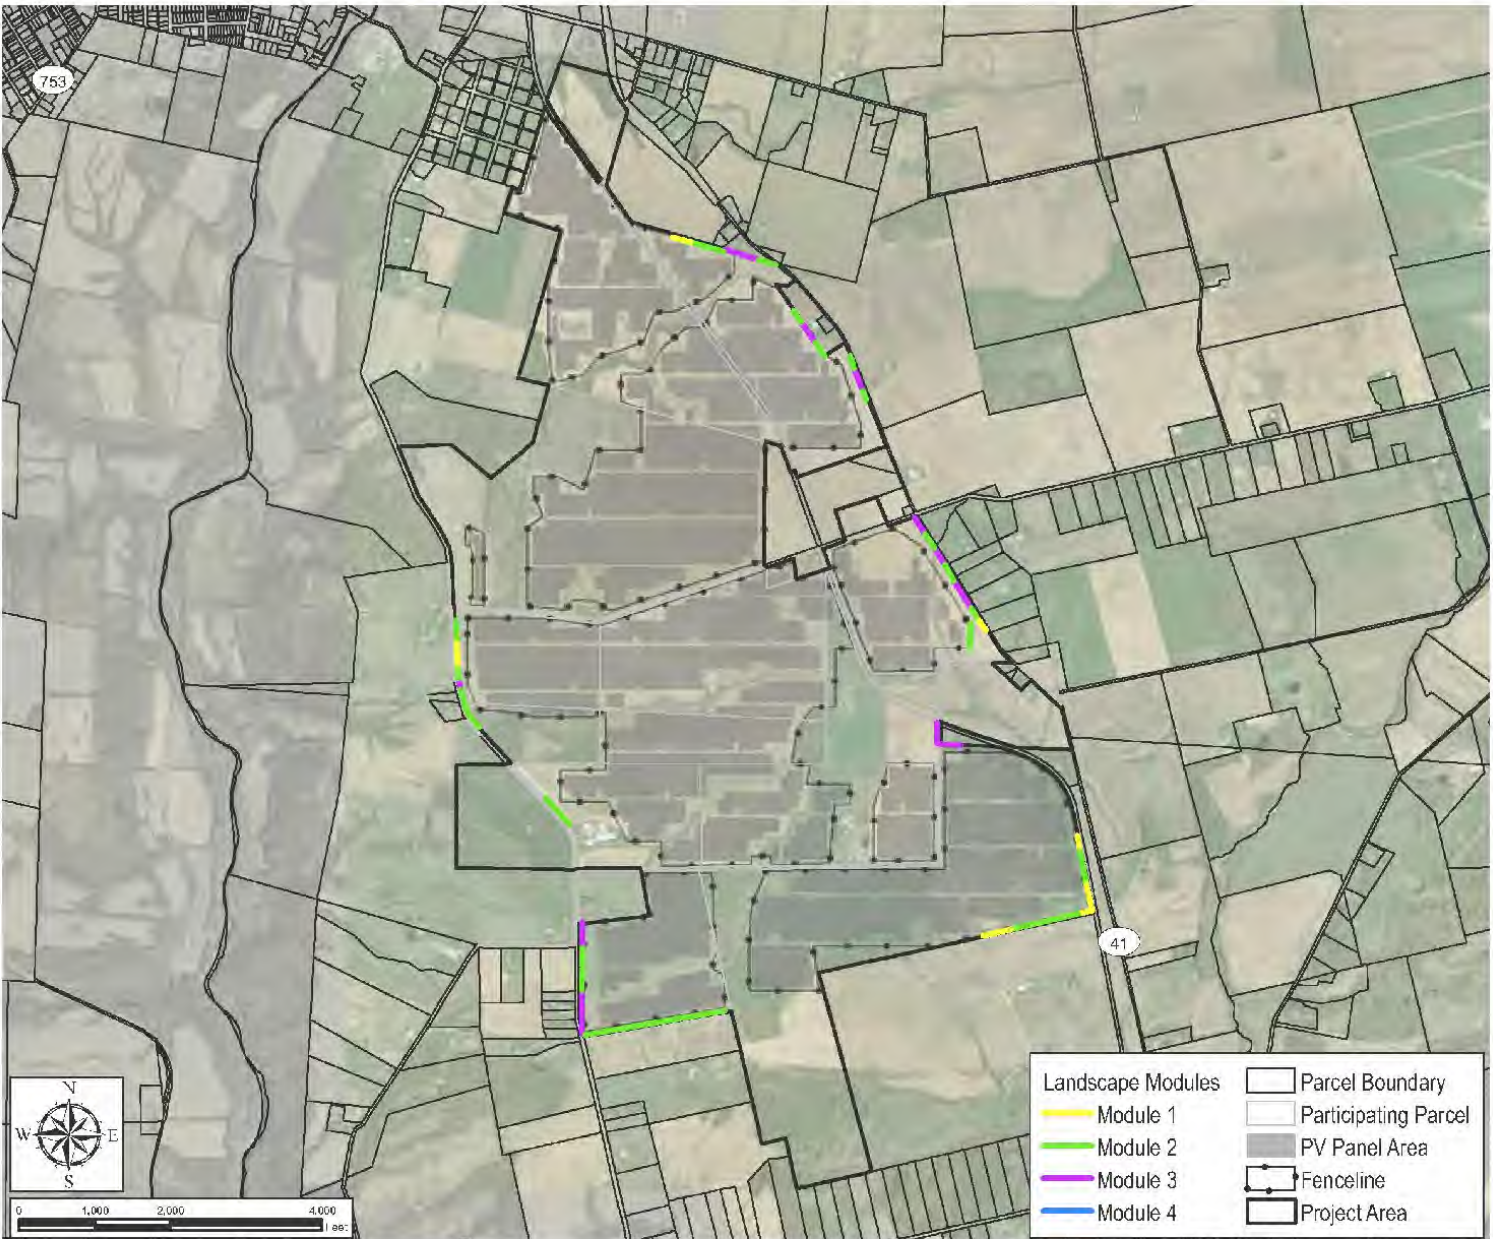 753
41
N
W E
S
0 1,000 2,000 4,000
Feet
Landscape Modules
Module 1
Module 2
Module 3
Module 4
Parcel Boundary
Participating Parcel
PV Panel Area
Fenceline
Project Area